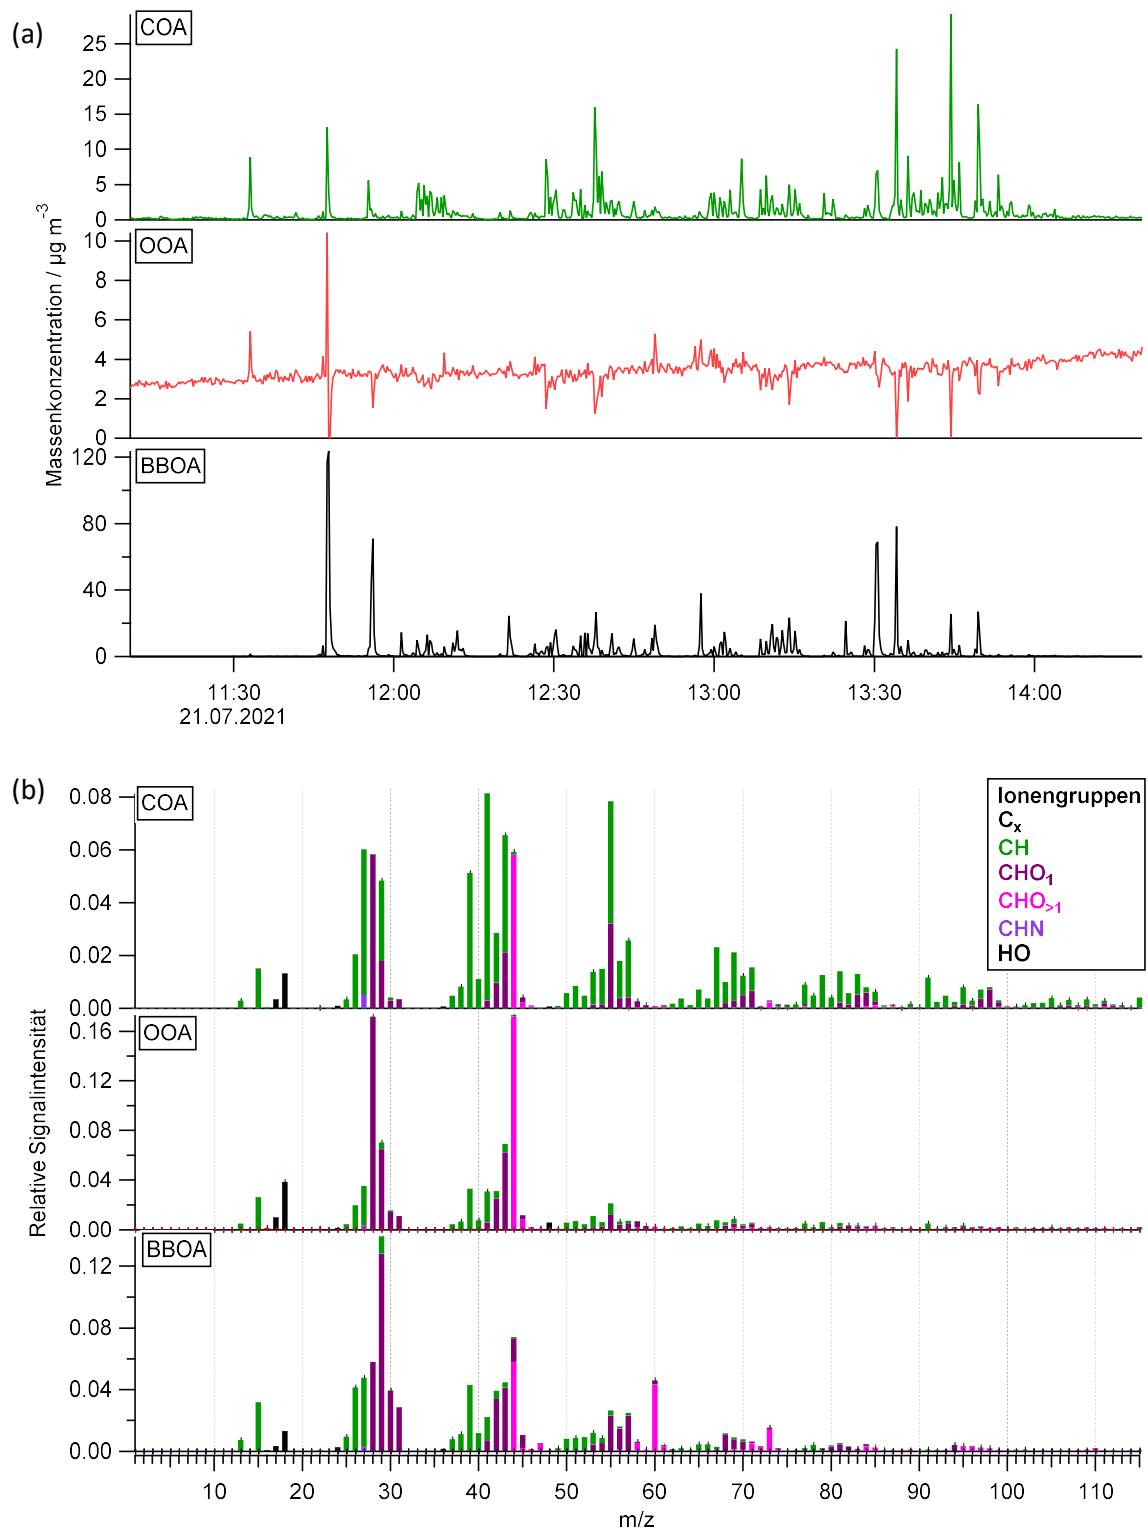 (a)
COA
25
20
15
10
5
0
OOA
10
8
6
4
2
0
BBOA
120
80
40
0
Massenkonzentration / µg m⁻³
11:30 12:00 12:30 13:00 13:30 14:00
21.07.2021
(b)
COA
0.08
0.06
0.04
0.02
0.00
Ionengruppen
Cₓ
CH
CHO₁
CHO>₁
CHN
HO
OOA
0.16
0.12
0.08
0.04
0.00
BBOA
0.12
0.08
0.04
0.00
Relative Signalintensität
10 20 30 40 50 60 70 80 90 100 110
m/z